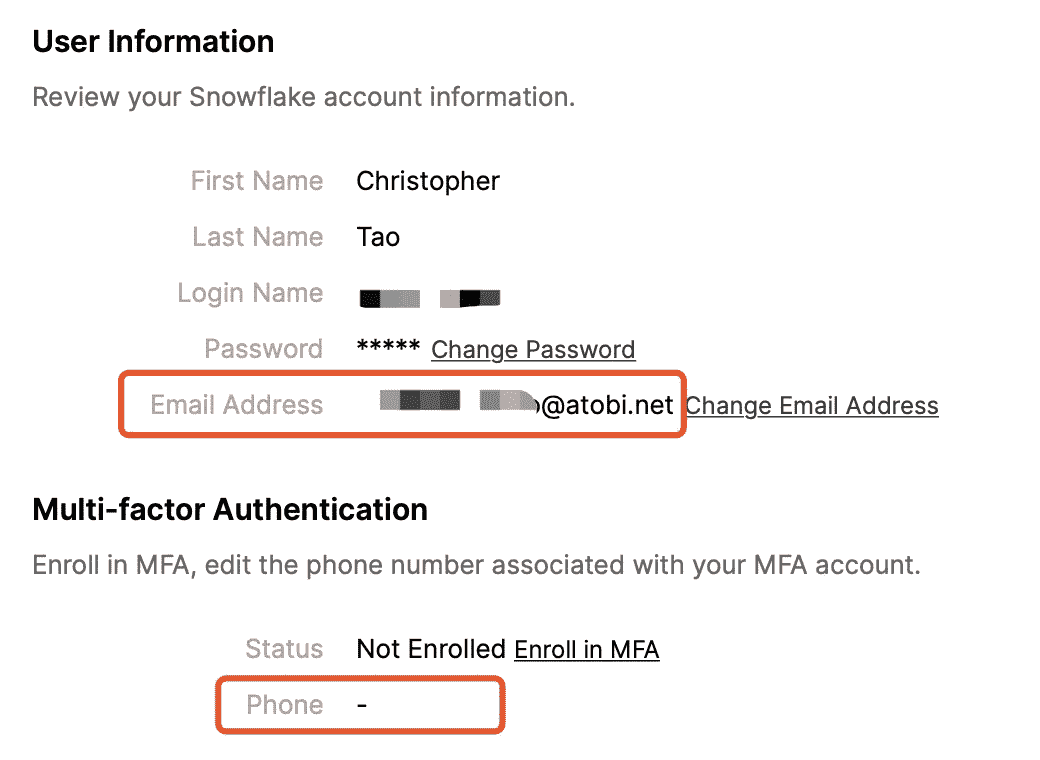 User Information
Review your Snowflake account information.
First Name Christopher
Last Name Tao
Login Name
Password ***** Change Password
Email Address @atobi.net Change Email Address
Multi-factor Authentication
Enroll in MFA, edit the phone number associated with your MFA account.
Status Not Enrolled Enroll in MFA
Phone -